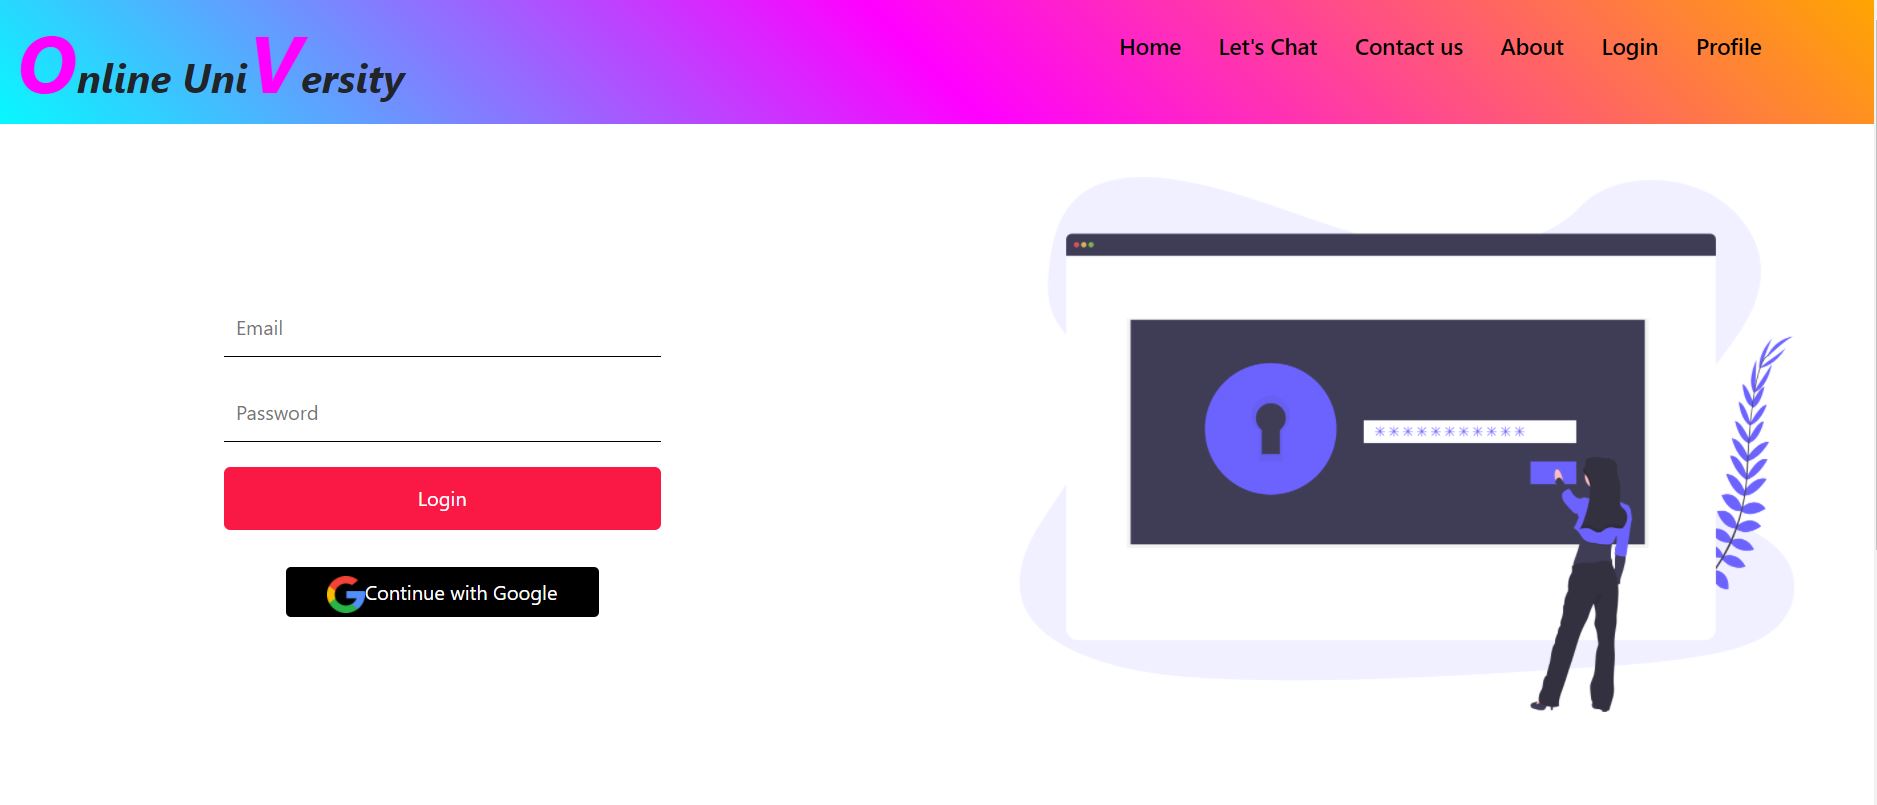 Online UniVersity
Home Let's Chat Contact us About Login Profile
Email
Password
***********
Login
Continue with Google